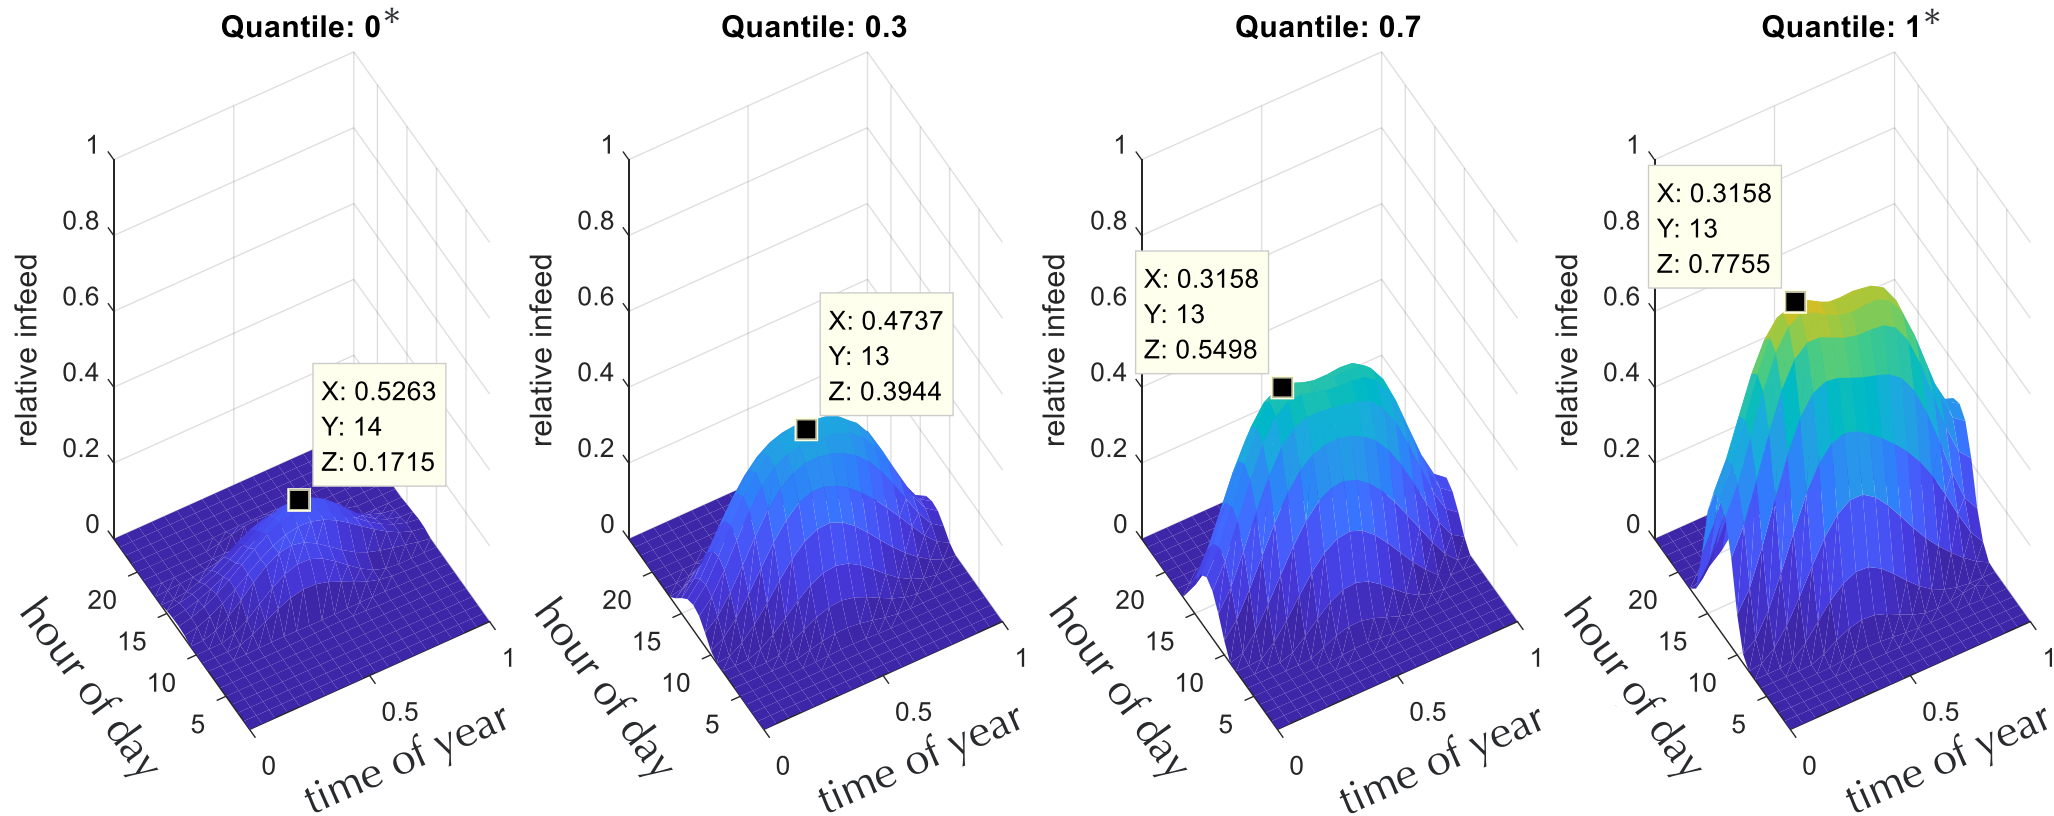 Quantile: 0*
relative infeed
1
0.8
0.6
0.4
0.2
0
X: 0.5263
Y: 14
Z: 0.1715
20
15
10
5
hour of day
0
0.5
1
time of year
Quantile: 0.3
relative infeed
1
0.8
0.6
0.4
0.2
0
X: 0.4737
Y: 13
Z: 0.3944
20
15
10
5
hour of day
0
0.5
1
time of year
Quantile: 0.7
relative infeed
1
0.8
0.6
0.4
0.2
0
X: 0.3158
Y: 13
Z: 0.5498
20
15
10
5
hour of day
0
0.5
1
time of year
Quantile: 1*
relative infeed
1
0.8
0.6
0.4
0.2
0
X: 0.3158
Y: 13
Z: 0.7755
20
15
10
5
hour of day
0
0.5
1
time of year